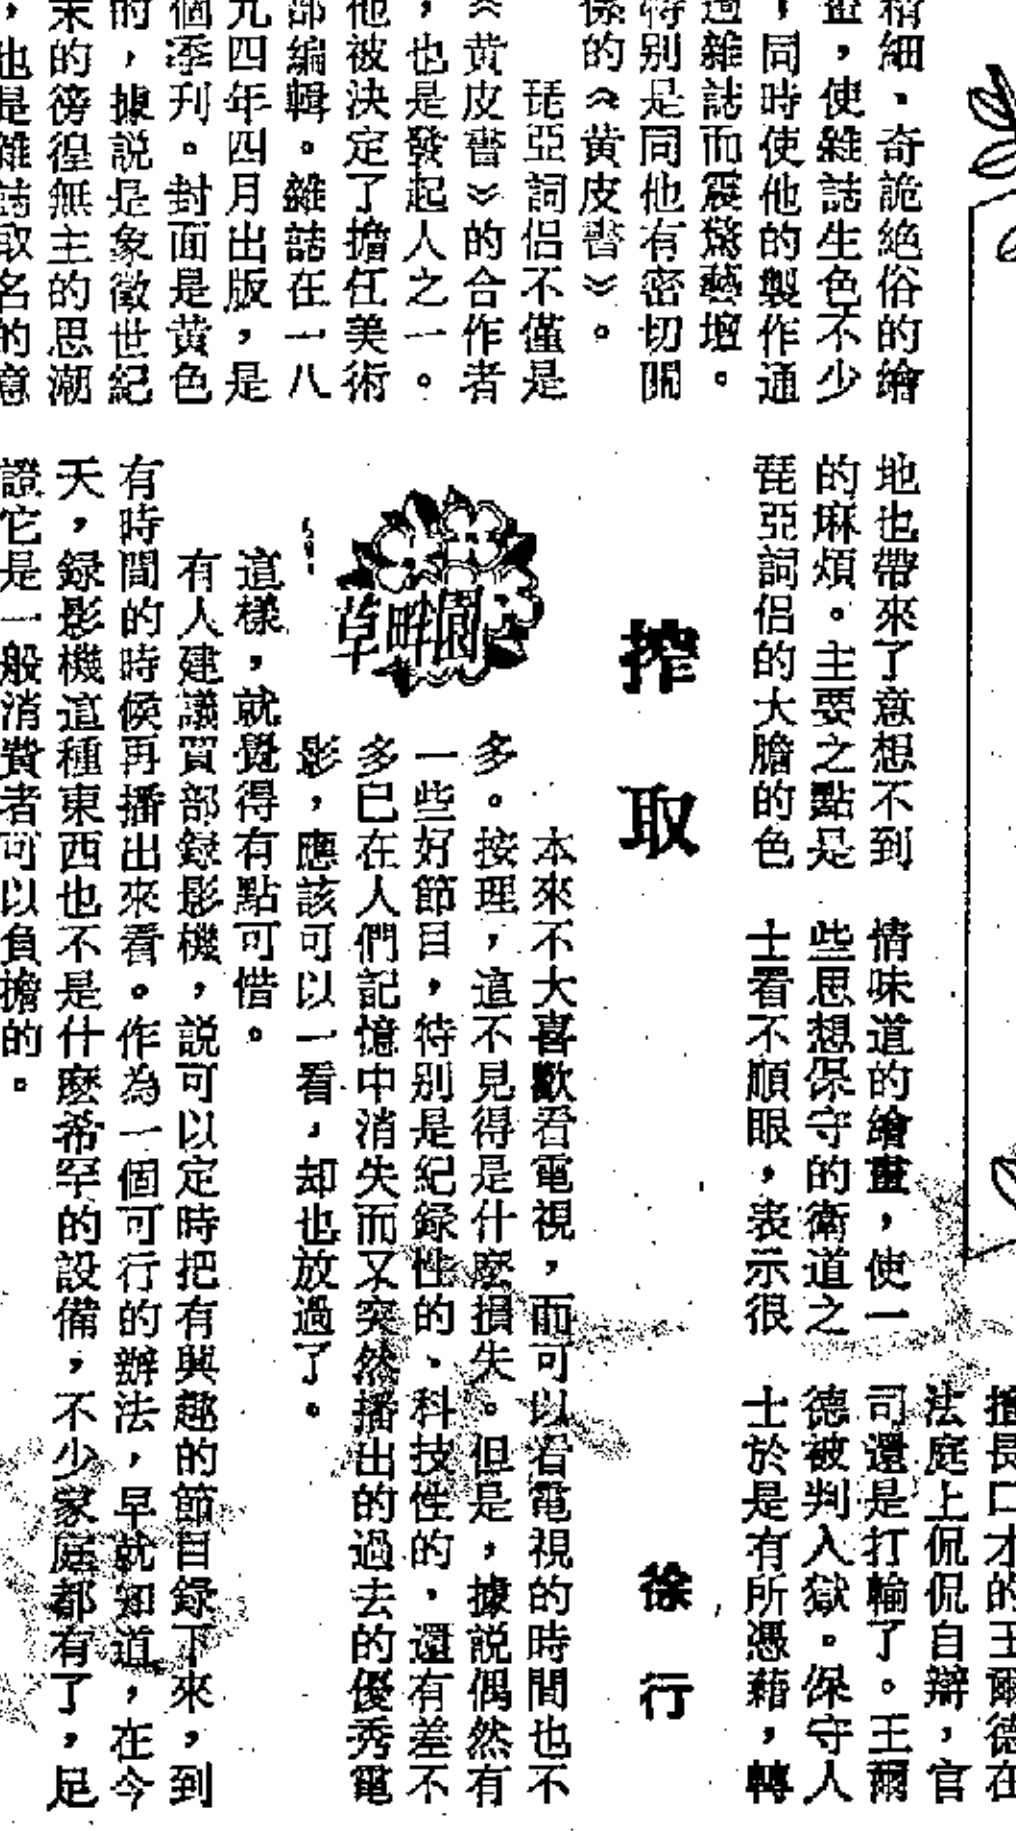 精細、奇詭絕俗的繪
畫，使雜誌生色不少
，同時使他的製作通
過雜誌而震驚藝壇。
特別是同他有密切關
係的《黃皮書》。
琵亞詞侶不僅是
《黃皮書》的合作者
，也是發起人之一。
他被決定了擔任美術
部編輯。雜誌在一八
九四年四月出版，是
個季刊。封面是黃色
的，據説是象徵世紀
末的徬徨無主的思潮
，也是雜誌取名的意
地也帶來了意想不到
的麻煩。主要之點是
琵亞詞侶的大膽的色
情味道的繪畫，使一
些思想保守的衛道之
士看不順眼，表示很
擅長口才的王爾德在
法庭上侃侃自辯，官
司還是打輸了。王爾
德被判入獄。保守人
士於是有所憑藉，轉
搾取
徐行
園畔草
本來不大喜歡看電視，而可以看電視的時間也不
多。按理，這不見得是什麼損失。但是，據説偶然有
一些好節目，特別是紀録性的、科技性的，還有差不
多已在人們記憶中消失而又突然播出的過去的優秀電
影，應該可以一看，却也放過了。
這樣，就覺得有點可惜。
有人建議買部録影機，説可以定時把有興趣的節目録下來，到
有時間的時候再播出來看。作為一個可行的辦法，早就知道，在今
天，録影機這種東西也不是什麼希罕的設備，不少家庭都有了，足
證它是一般消費者可以負擔的。